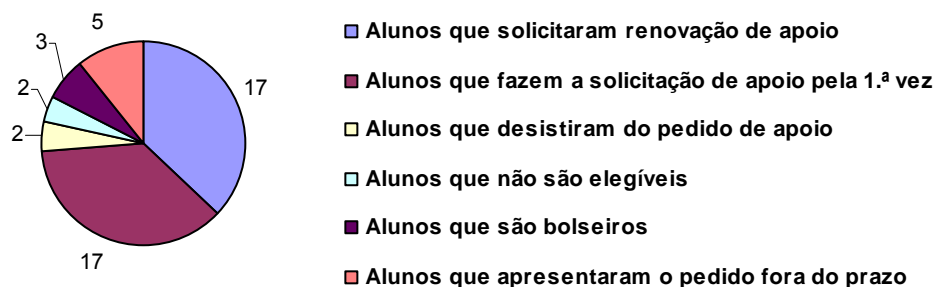 5
3
2
2
17
17
Alunos que solicitaram renovação de apoio
Alunos que fazem a solicitação de apoio pela 1.ª vez
Alunos que desistiram do pedido de apoio
Alunos que não são elegíveis
Alunos que são bolseiros
Alunos que apresentaram o pedido fora do prazo